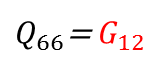 Q₆₆ = G₁₂